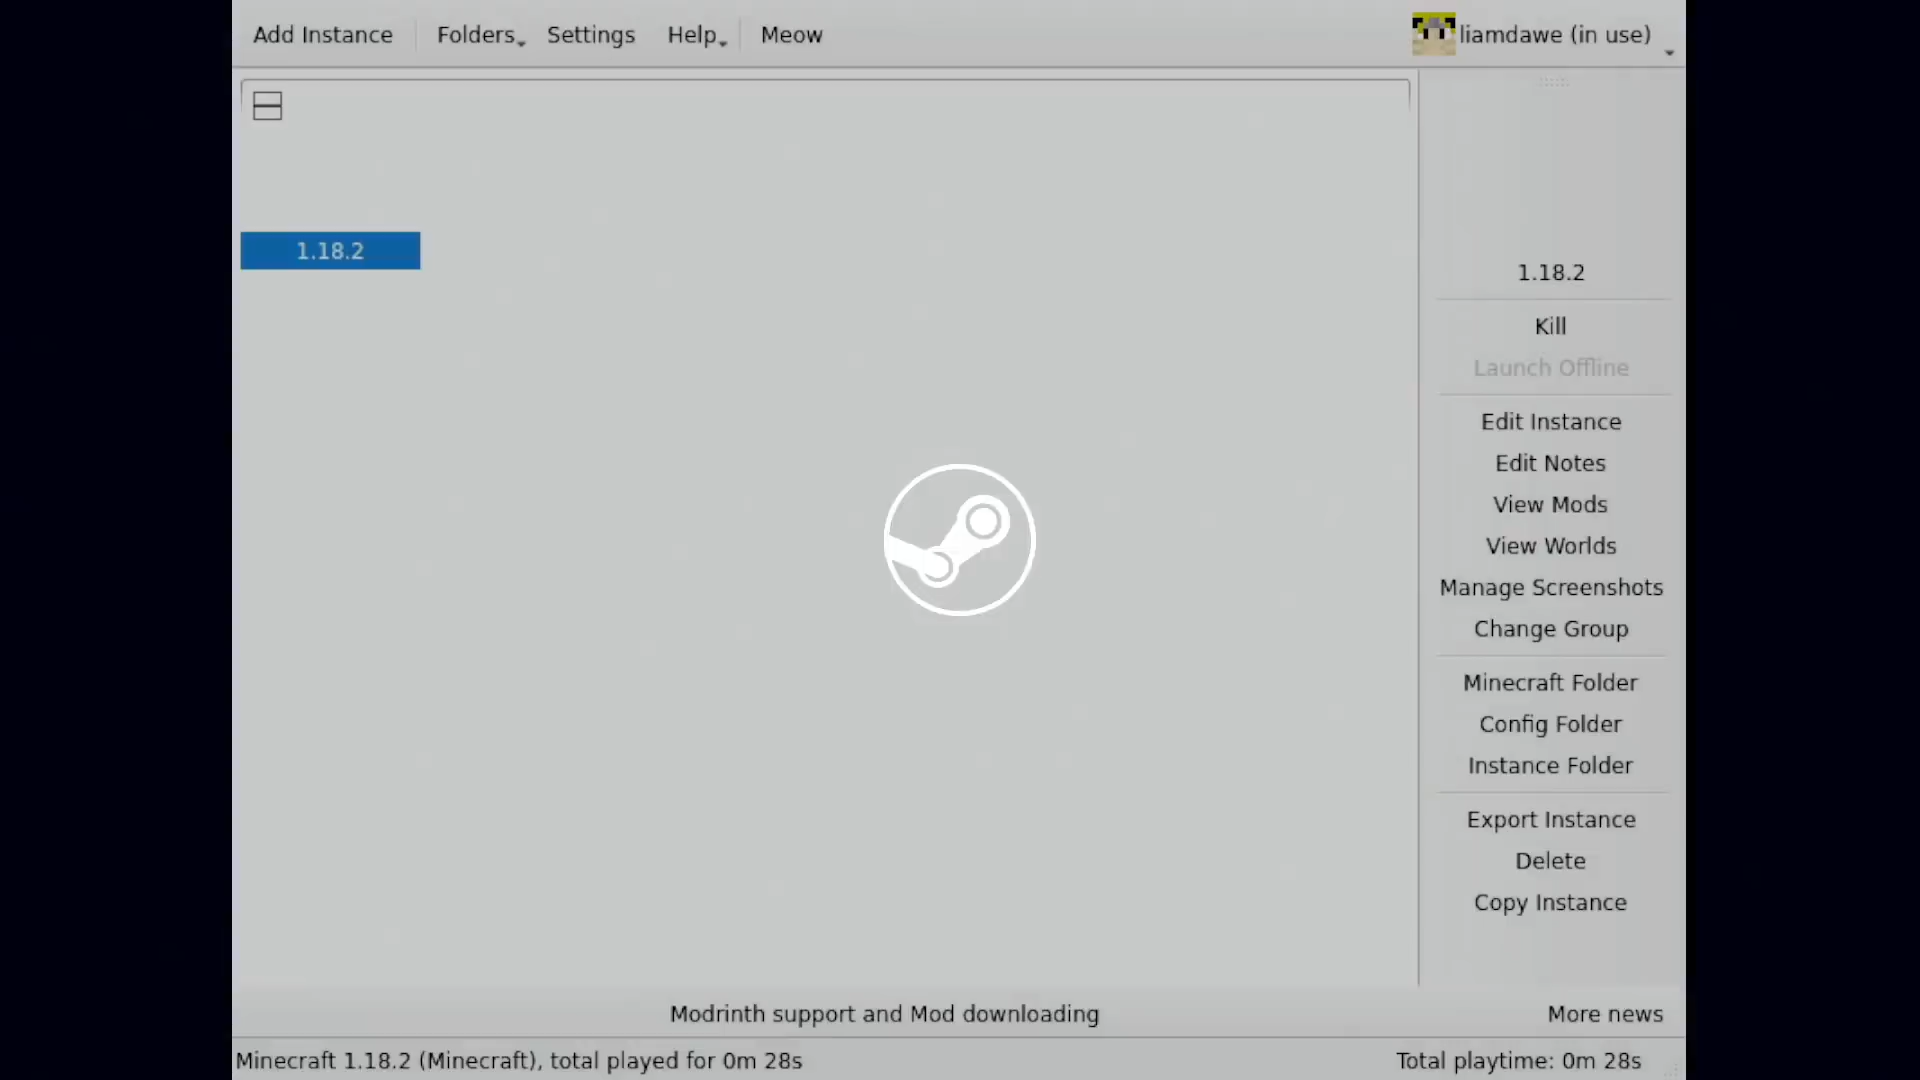 Add Instance Folders Settings Help Meow liamdawe (in use)
1.18.2
1.18.2
Kill
Launch Offline
Edit Instance
Edit Notes
View Mods
View Worlds
Manage Screenshots
Change Group
Minecraft Folder
Config Folder
Instance Folder
Export Instance
Delete
Copy Instance
Modrinth support and Mod downloading More news
Minecraft 1.18.2 (Minecraft), total played for 0m 28s Total playtime: 0m 28s